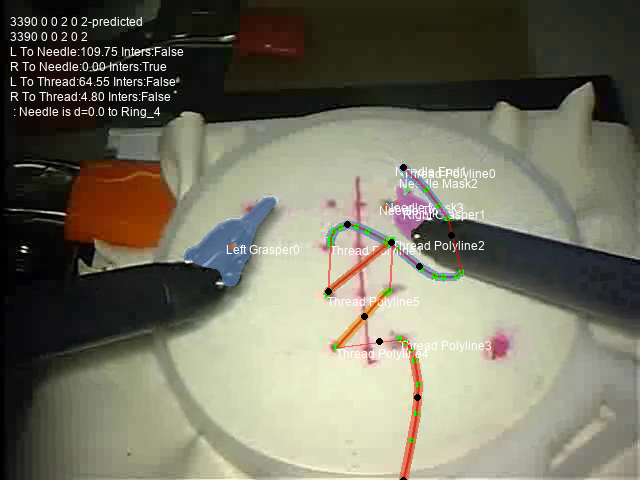 3390 0 0 2 0 2-predicted
3390 0 0 2 0 2
L To Needle:109.75 Inters:False
R To Needle:0.00 Inters:True
L To Thread:64.55 Inters:False
R To Thread:4.80 Inters:False
: Needle is d=0.0 to Ring_4
Thread Polyline0
Needle Mask2
Left Grasper0
Thread Polyline2
Thread Polyline5
Thread Polyline3
Thread Polyline4